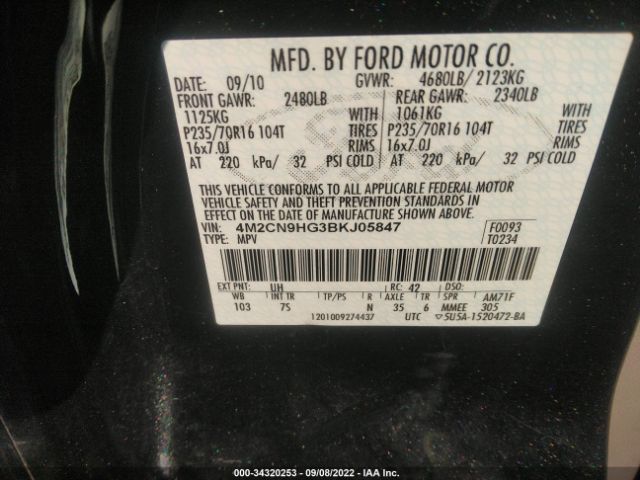 MFD. BY FORD MOTOR CO.
DATE: 09/10 GVWR: 4680LB/ 2123KG
FRONT GAWR: 2480LB REAR GAWR: 2340LB
1125KG WITH 1061KG WITH
P235/70R16 104T TIRES P235/70R16 104T TIRES
16x7.0J RIMS 16x7.0J RIMS
AT 220 kPa/ 32 PSI COLD AT 220 kPa/ 32 PSI COLD
THIS VEHICLE CONFORMS TO ALL APPLICABLE FEDERAL MOTOR
VEHICLE SAFETY AND THEFT PREVENTION STANDARDS IN
EFFECT ON THE DATE OF MANUFACTURE SHOWN ABOVE.
VIN: 4M2CN9HG3BKJ05847 F0093
TYPE: MPV T0234
EXT PNT: UH RC: 42 AM71F
WB INT TR TP/PS R AXLE TR SPR
103 7S N 35 6 MMEE 305
1201009274437 UTC ▽5U5A-1520472-BA
000-34320253 - 09/08/2022 - IAA Inc.